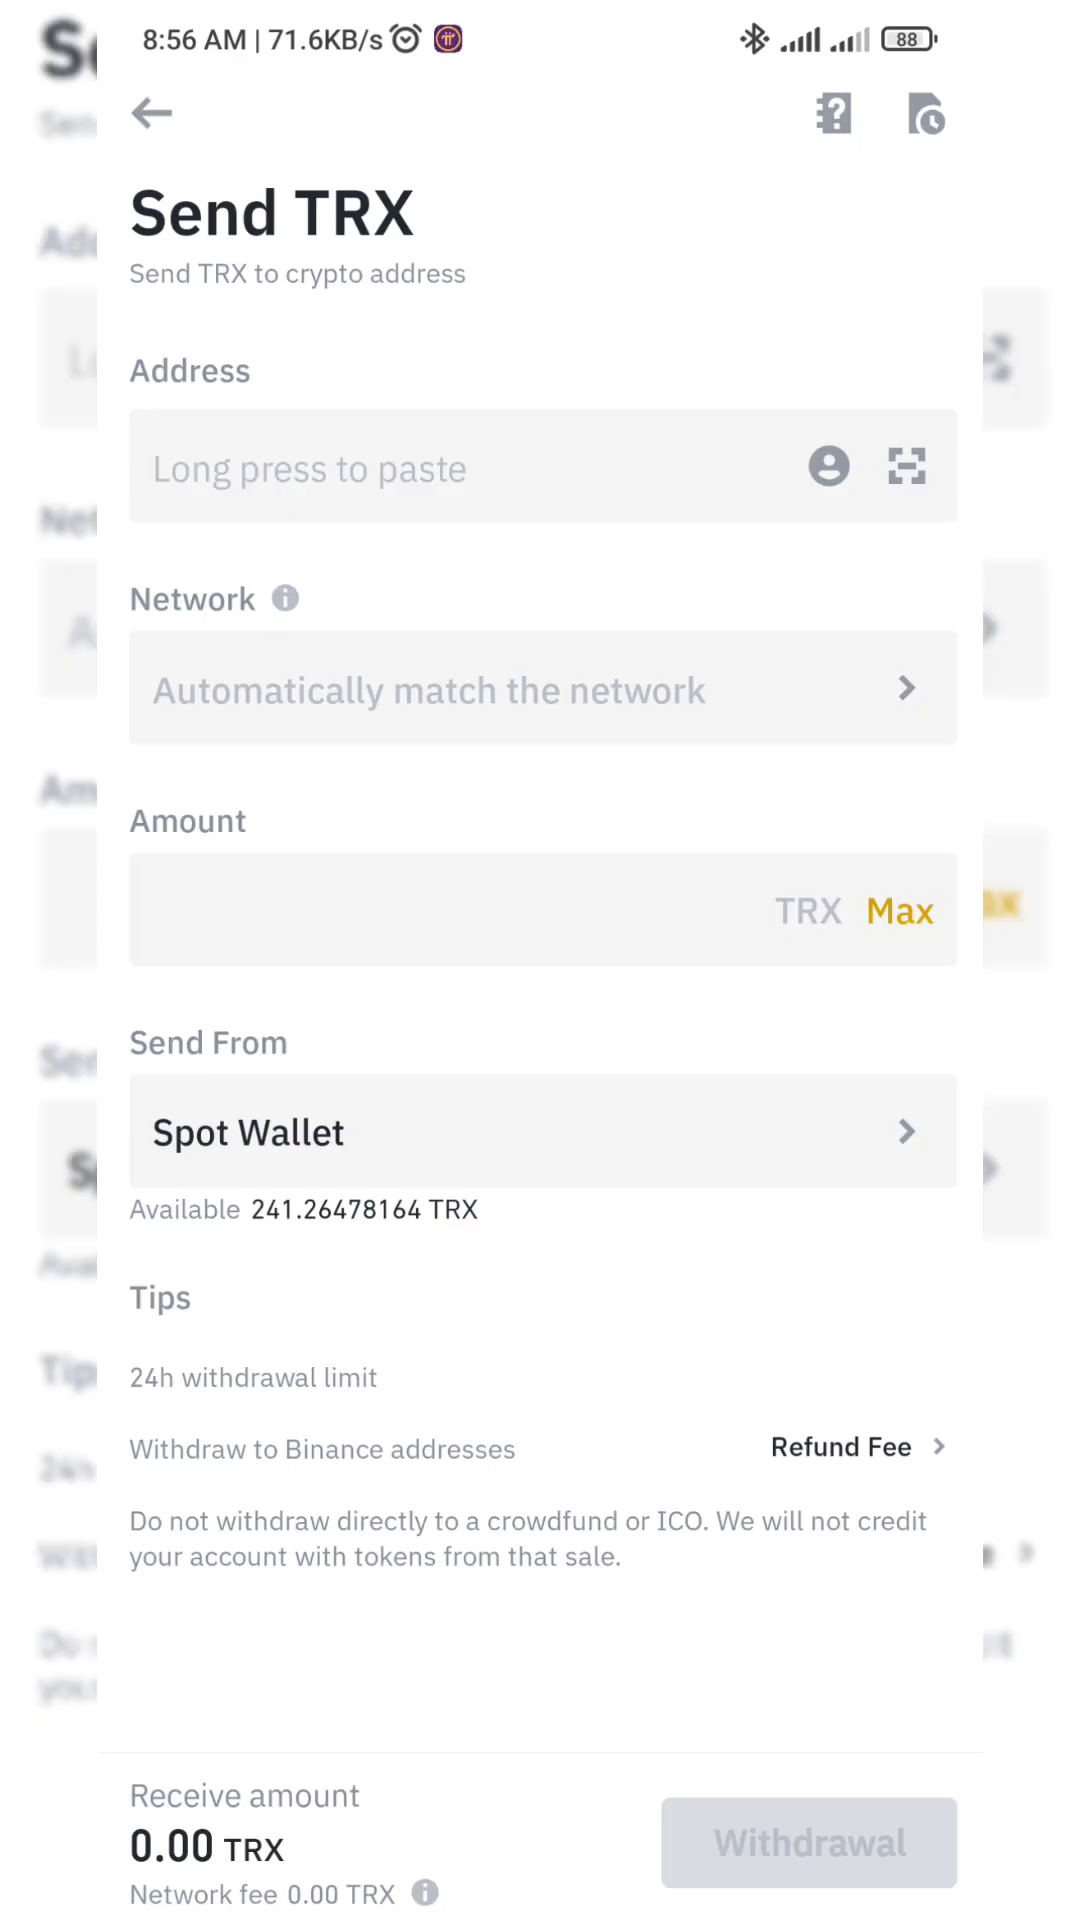 8:56 AM | 71.6KB/s
88
Send TRX
Send TRX to crypto address
Address
Long press to paste
Network
Automatically match the network
Amount
TRX Max
Send From
Spot Wallet
Available 241.26478164 TRX
Tips
24h withdrawal limit
Withdraw to Binance addresses
Refund Fee
Do not withdraw directly to a crowdfund or ICO. We will not credit
your account with tokens from that sale.
Receive amount
0.00 TRX
Withdrawal
Network fee 0.00 TRX